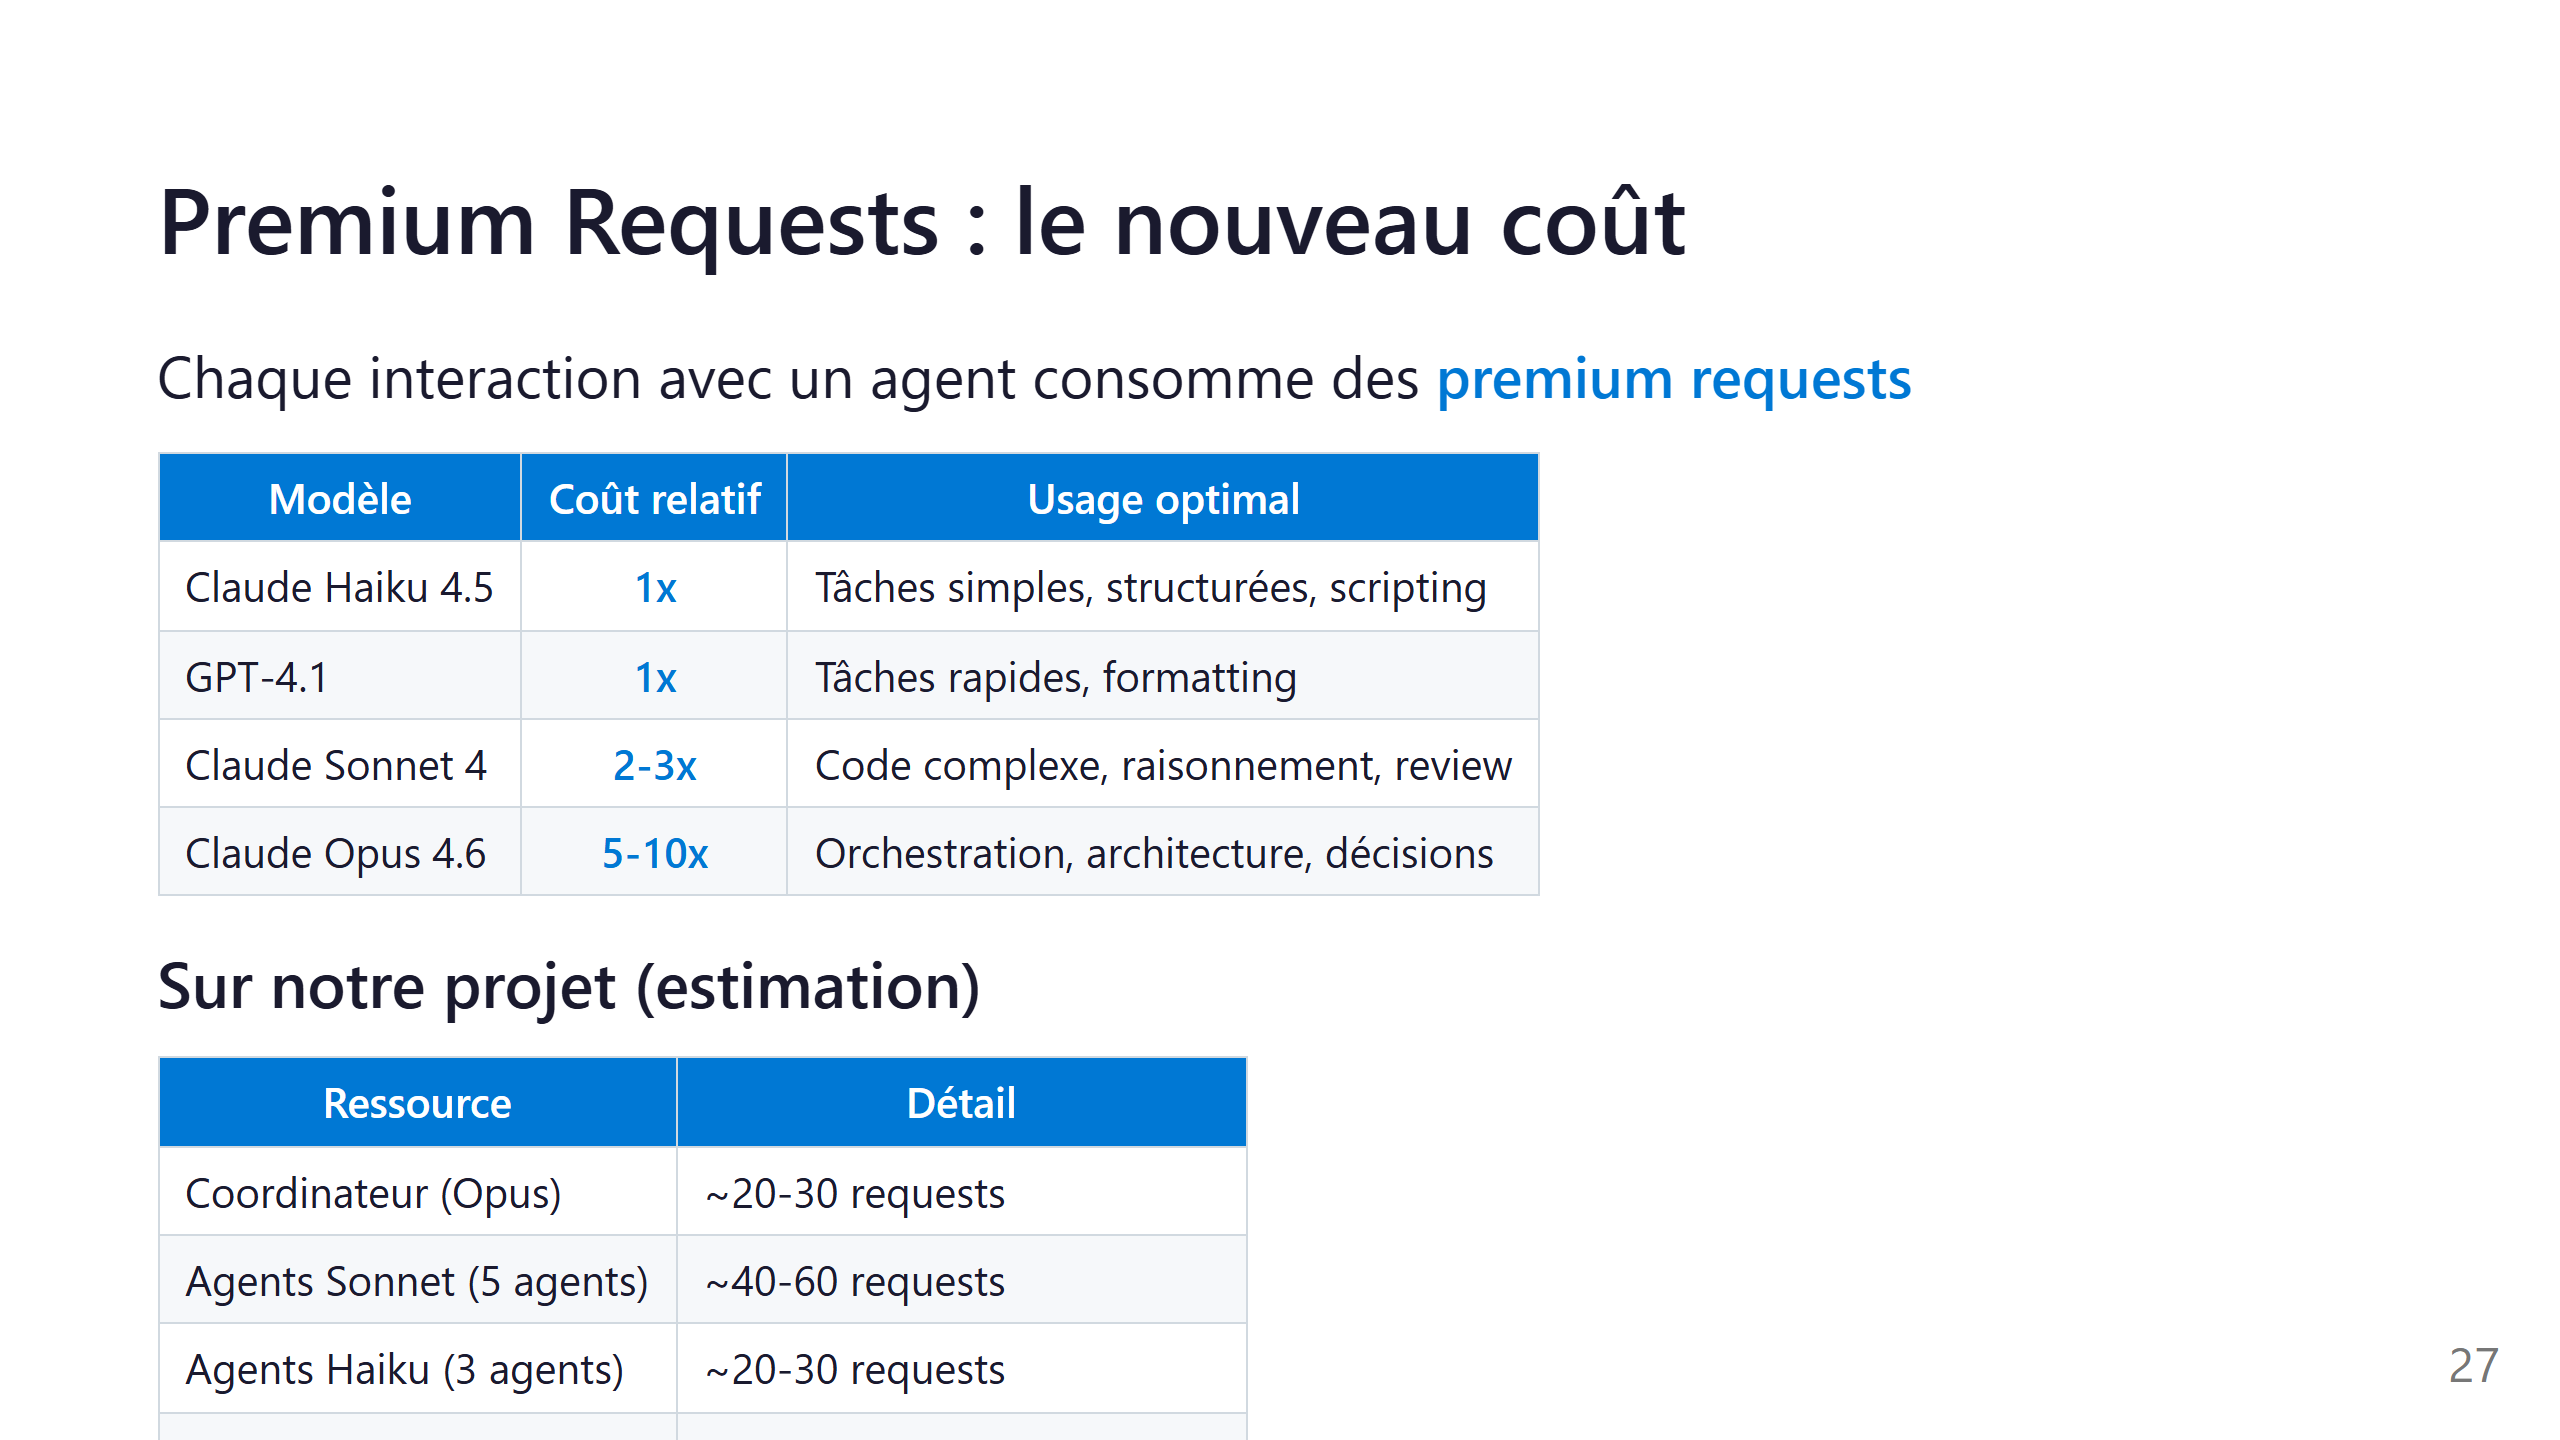 Premium Requests : le nouveau coût
Chaque interaction avec un agent consomme des premium requests
Modèle Coût relatif Usage optimal
Claude Haiku 4.5 1x Tâches simples, structurées, scripting
GPT-4.1 1x Tâches rapides, formatting
Claude Sonnet 4 2-3x Code complexe, raisonnement, review
Claude Opus 4.6 5-10x Orchestration, architecture, décisions
Sur notre projet (estimation)
Ressource Détail
Coordinateur (Opus) ~20-30 requests
Agents Sonnet (5 agents) ~40-60 requests
Agents Haiku (3 agents) ~20-30 requests
27